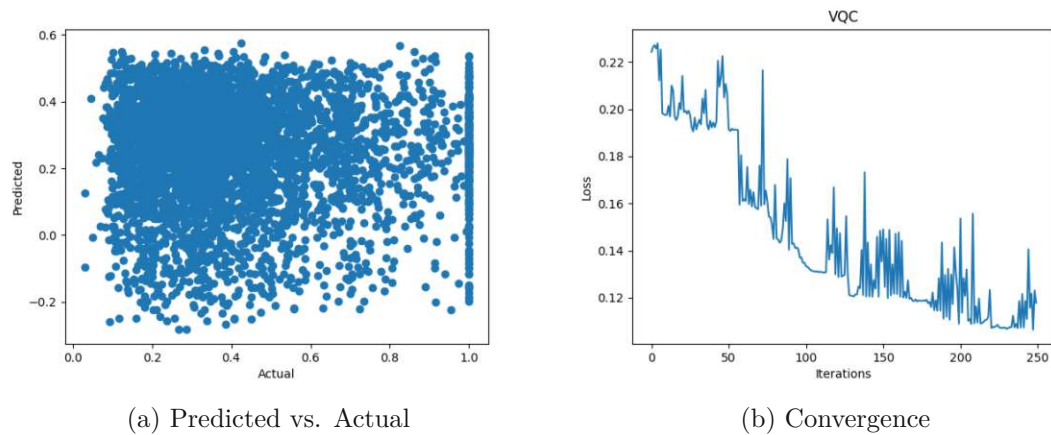 0.6
0.4
0.2
0.0
−0.2
Predicted
0.0 0.2 0.4 0.6 0.8 1.0
Actual
(a) Predicted vs. Actual
VQC
0.22
0.20
0.18
0.16
0.14
0.12
Loss
0 50 100 150 200 250
Iterations
(b) Convergence